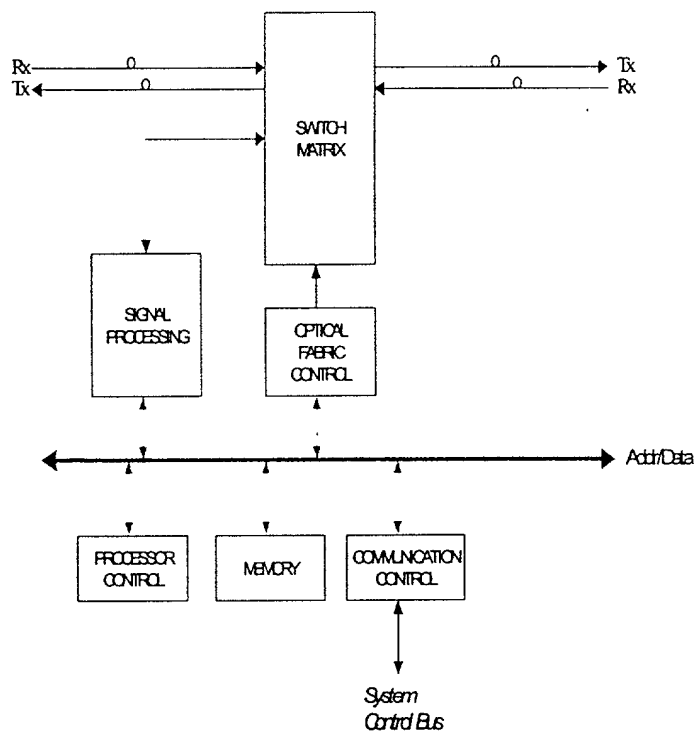 Rx
Tx
Tx
Rx
SWITCH
MATRIX
SIGNAL
PROCESSING
OPTICAL
FABRIC
CONTROL
Addr/Data
PROCESSOR
CONTROL
MEMORY
COMMUNICATION
CONTROL
System
Control Bus